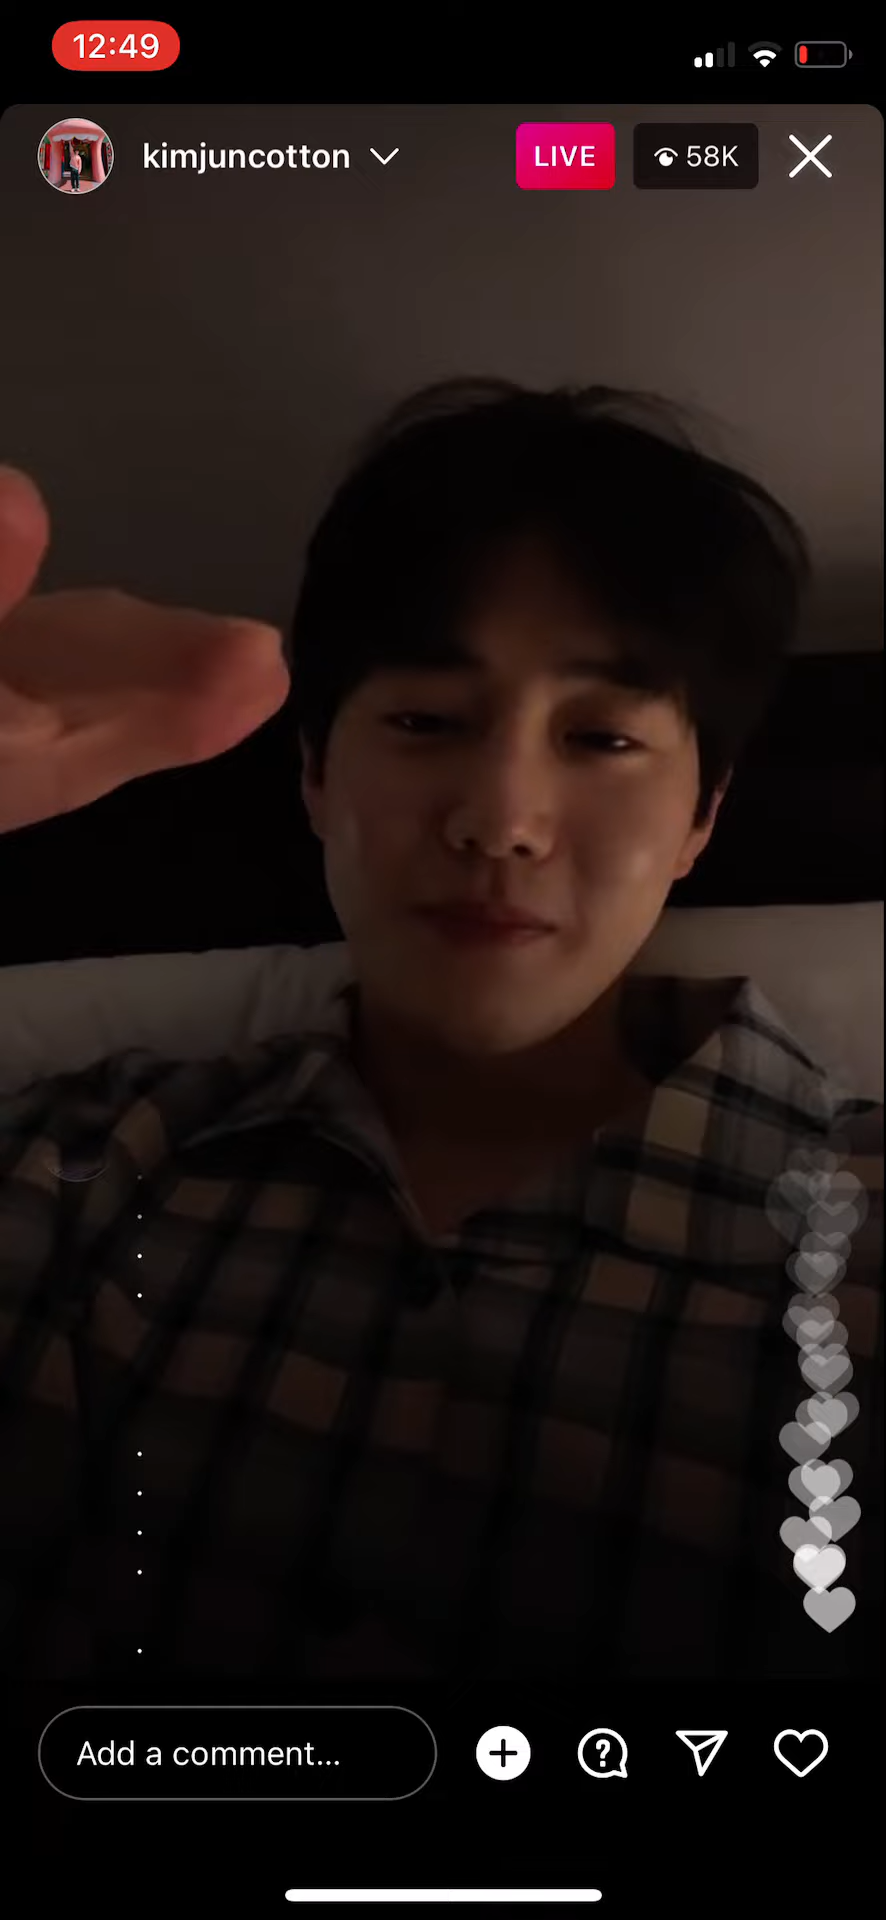 12:49
kimjuncotton
LIVE
58K
.
.
.
.
.
.
.
.
.
Add a comment...